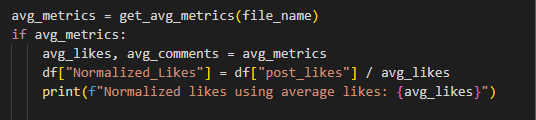 avg_metrics = get_avg_metrics(file_name)
if avg_metrics:
    avg_likes, avg_comments = avg_metrics
    df["Normalized_Likes"] = df["post_likes"] / avg_likes
    print(f"Normalized likes using average likes: {avg_likes}")